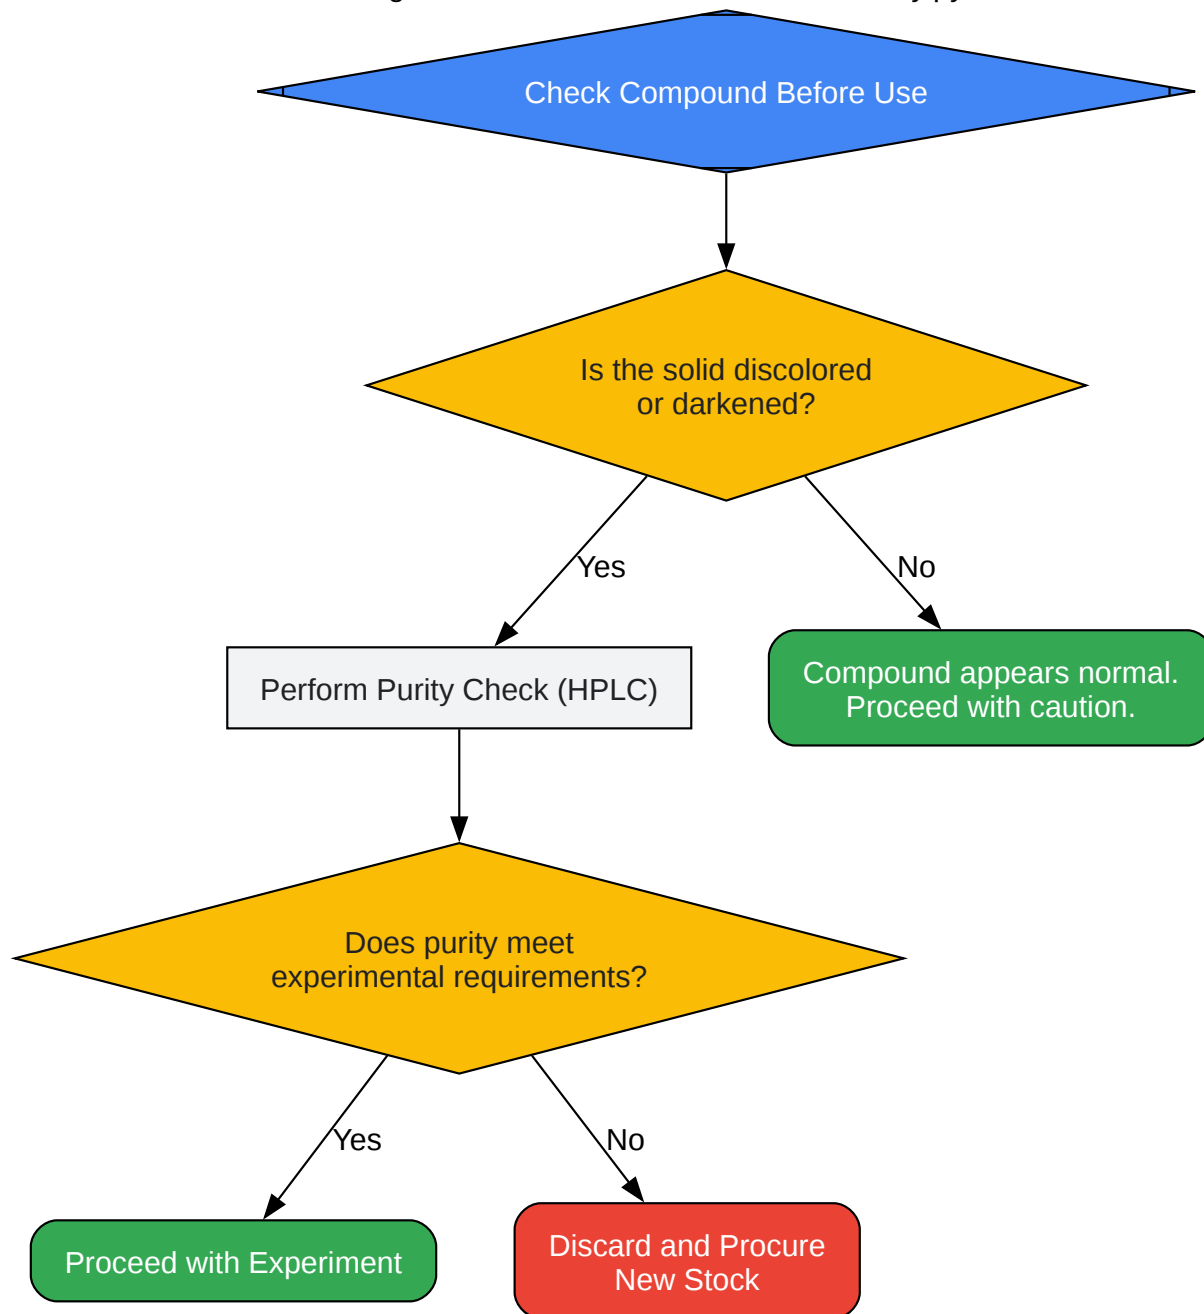 Check Compound Before Use
Is the solid discolored
or darkened?
Yes
No
Perform Purity Check (HPLC)
Compound appears normal.
Proceed with caution.
Does purity meet
experimental requirements?
Yes
No
Proceed with Experiment
Discard and Procure
New Stock